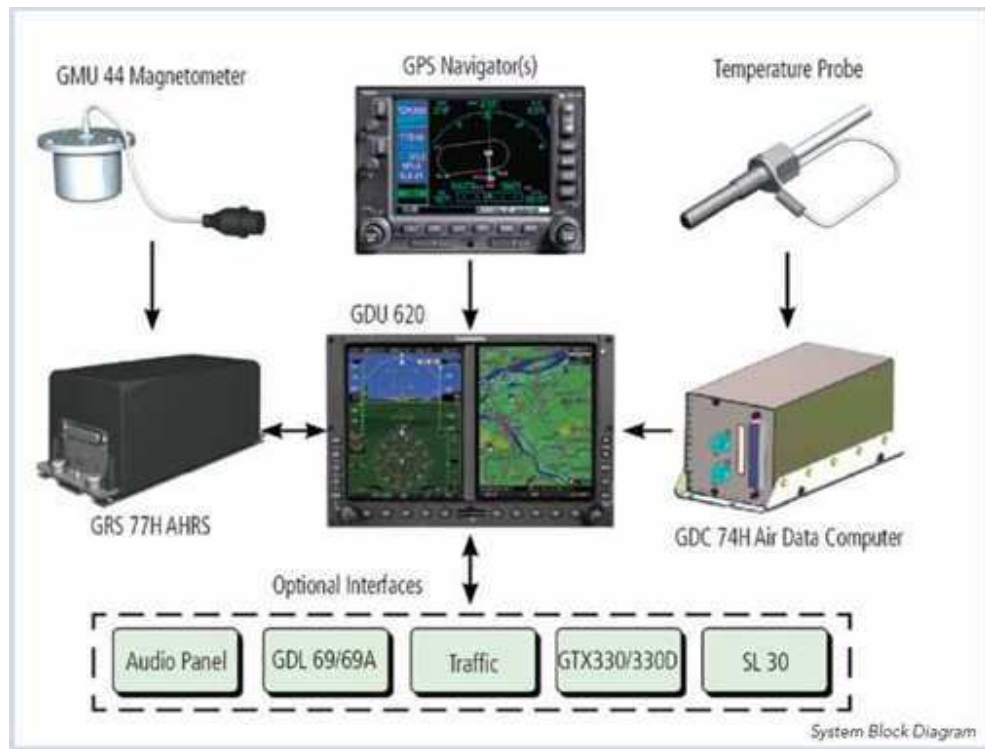 GMU 44 Magnetometer
GPS Navigator(s)
Temperature Probe
GDU 620
GRS 77H AHRS
GDC 74H Air Data Computer
Optional Interfaces
Audio Panel
GDL 69/69A
Traffic
GTX330/330D
SL 30
System Block Diagram